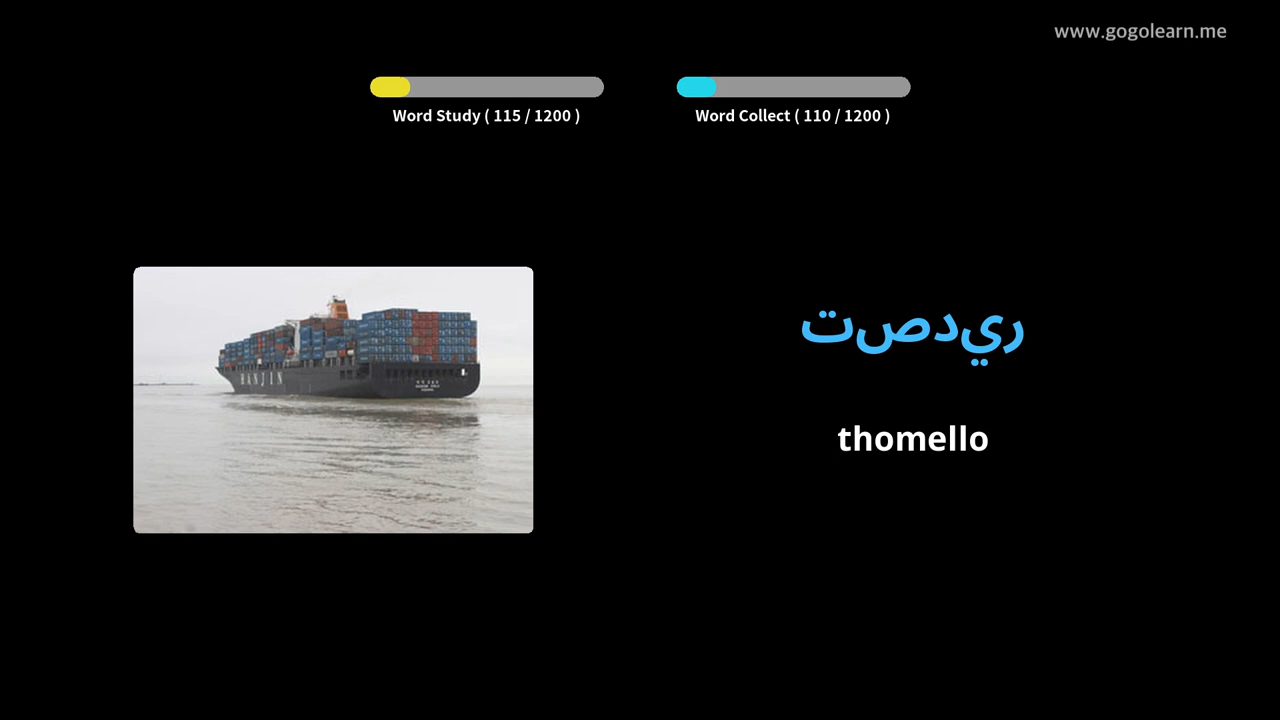 www.gogolearn.me
Word Study ( 115 / 1200 )
Word Collect ( 110 / 1200 )
HANJIN
تصدير
thomello